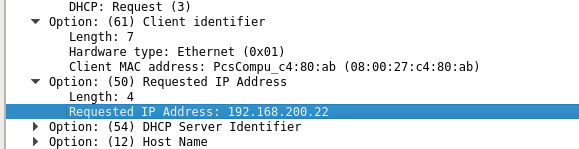 DHCP: Request (3)
Option: (61) Client identifier
Length: 7
Hardware type: Ethernet (0x01)
Client MAC address: PcsCompu_c4:80:ab (08:00:27:c4:80:ab)
Option: (50) Requested IP Address
Length: 4
Requested IP Address: 192.168.200.22
Option: (54) DHCP Server Identifier
Option: (12) Host Name